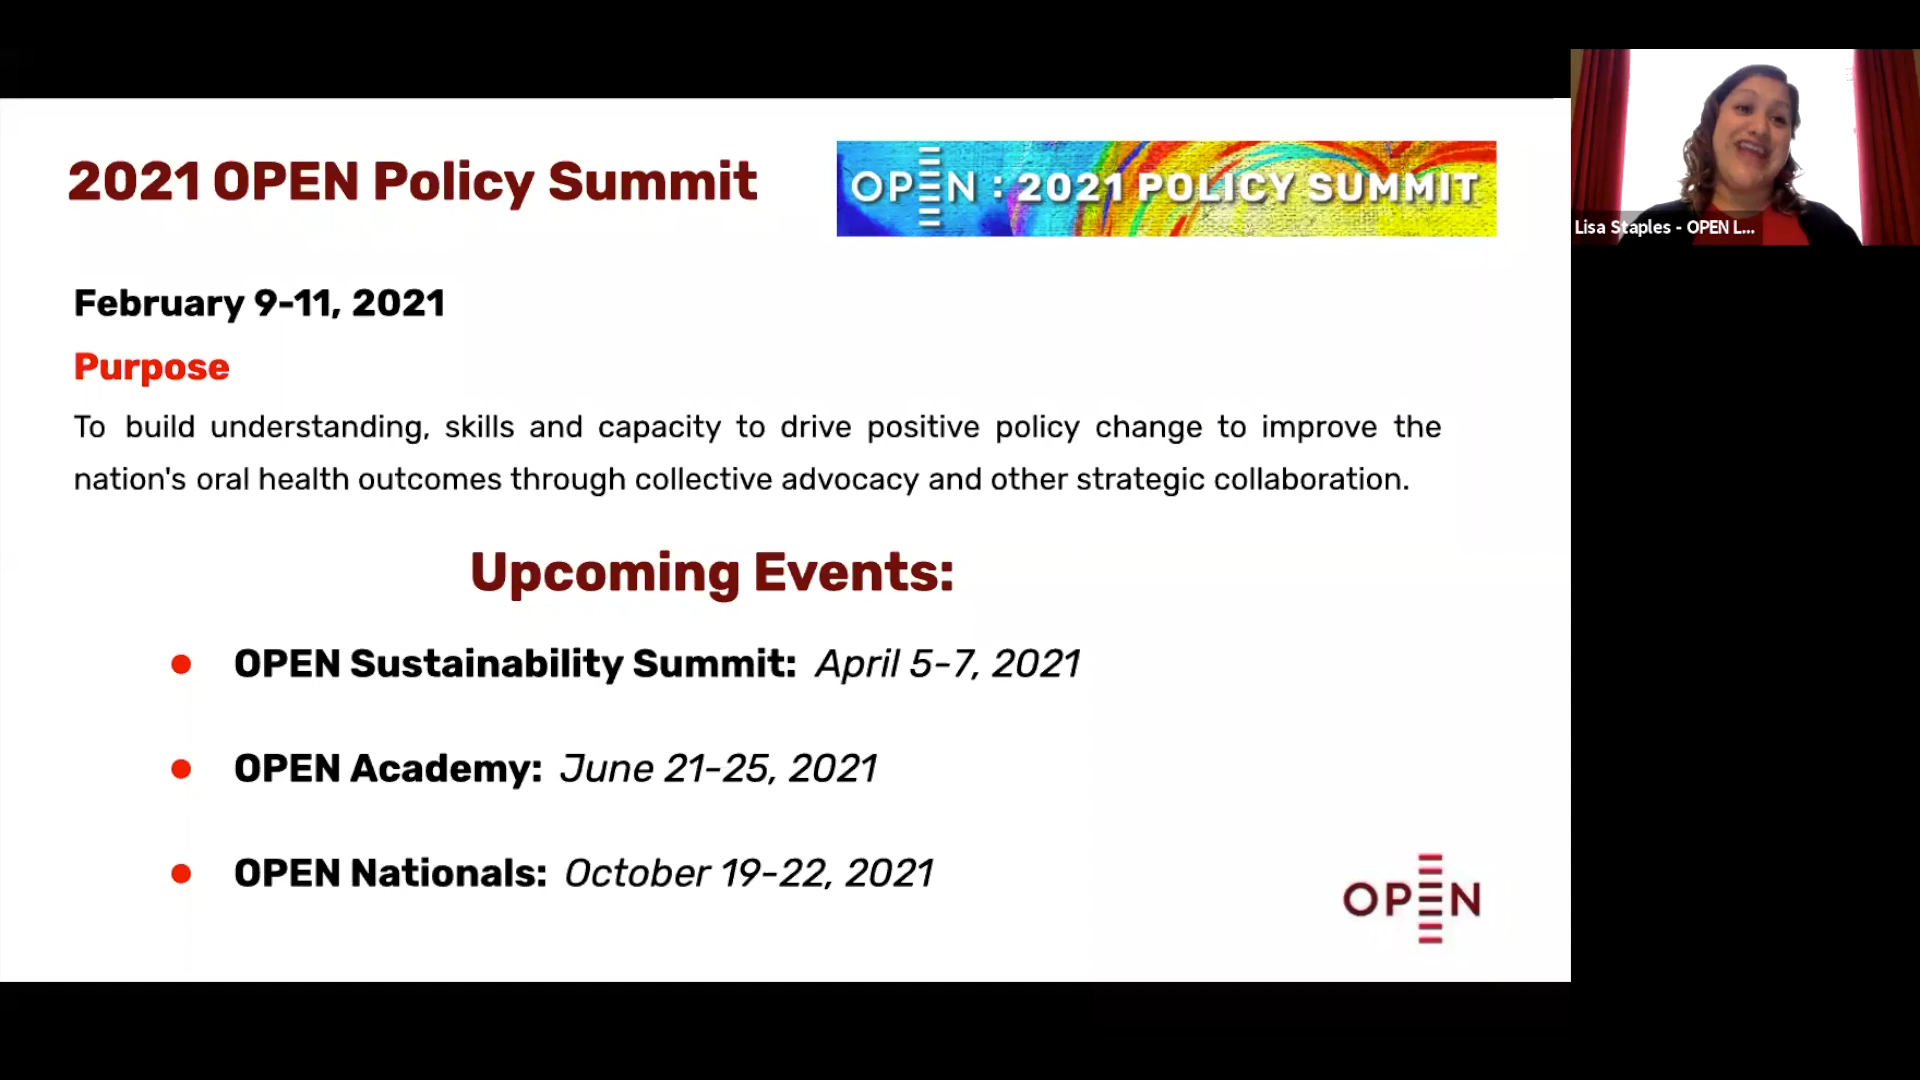 2021 OPEN Policy Summit
OPEN : 2021 POLICY SUMMIT
Lisa Staples - OPEN L...
February 9-11, 2021
Purpose
To build understanding, skills and capacity to drive positive policy change to improve the
nation's oral health outcomes through collective advocacy and other strategic collaboration.
Upcoming Events:
● OPEN Sustainability Summit: April 5-7, 2021
● OPEN Academy: June 21-25, 2021
● OPEN Nationals: October 19-22, 2021
OPEN